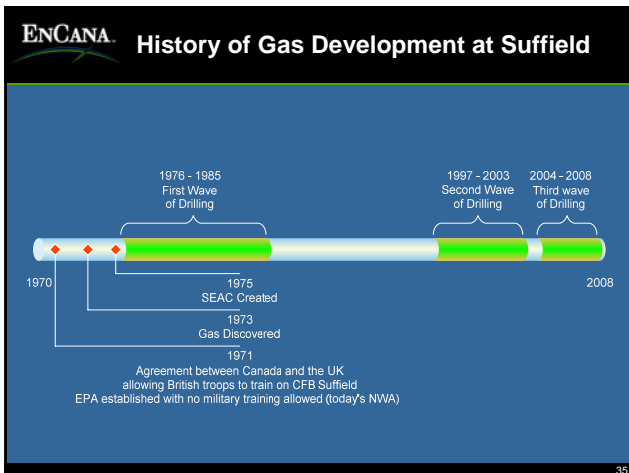 ENCANA™
History of Gas Development at Suffield
1976 - 1985
First Wave
of Drilling
1997 - 2003
Second Wave
of Drilling
2004 - 2008
Third wave
of Drilling
1970
2008
1975
SEAC Created
1973
Gas Discovered
1971
Agreement between Canada and the UK
allowing British troops to train on CFB Suffield
EPA established with no military training allowed (today's NWA)
35